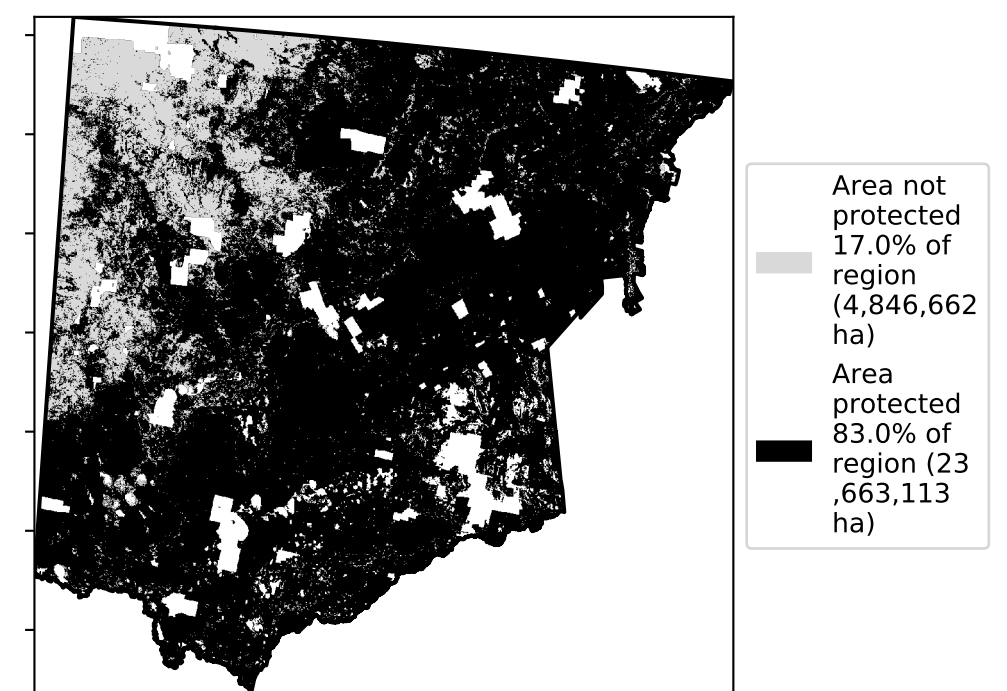 Area not
protected
17.0% of
region
(4,846,662
ha)
Area
protected
83.0% of
region (23
,663,113
ha)